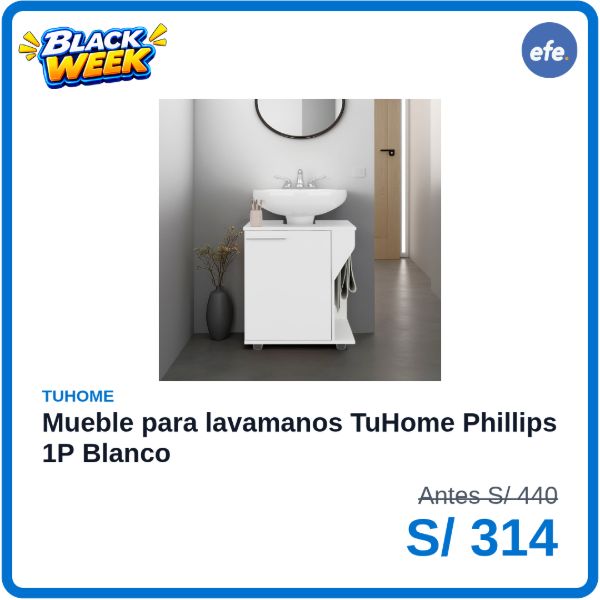 BLACK
WEEK
efe.
TUHOME
Mueble para lavamanos TuHome Phillips
1P Blanco
Antes S/ 440
S/ 314